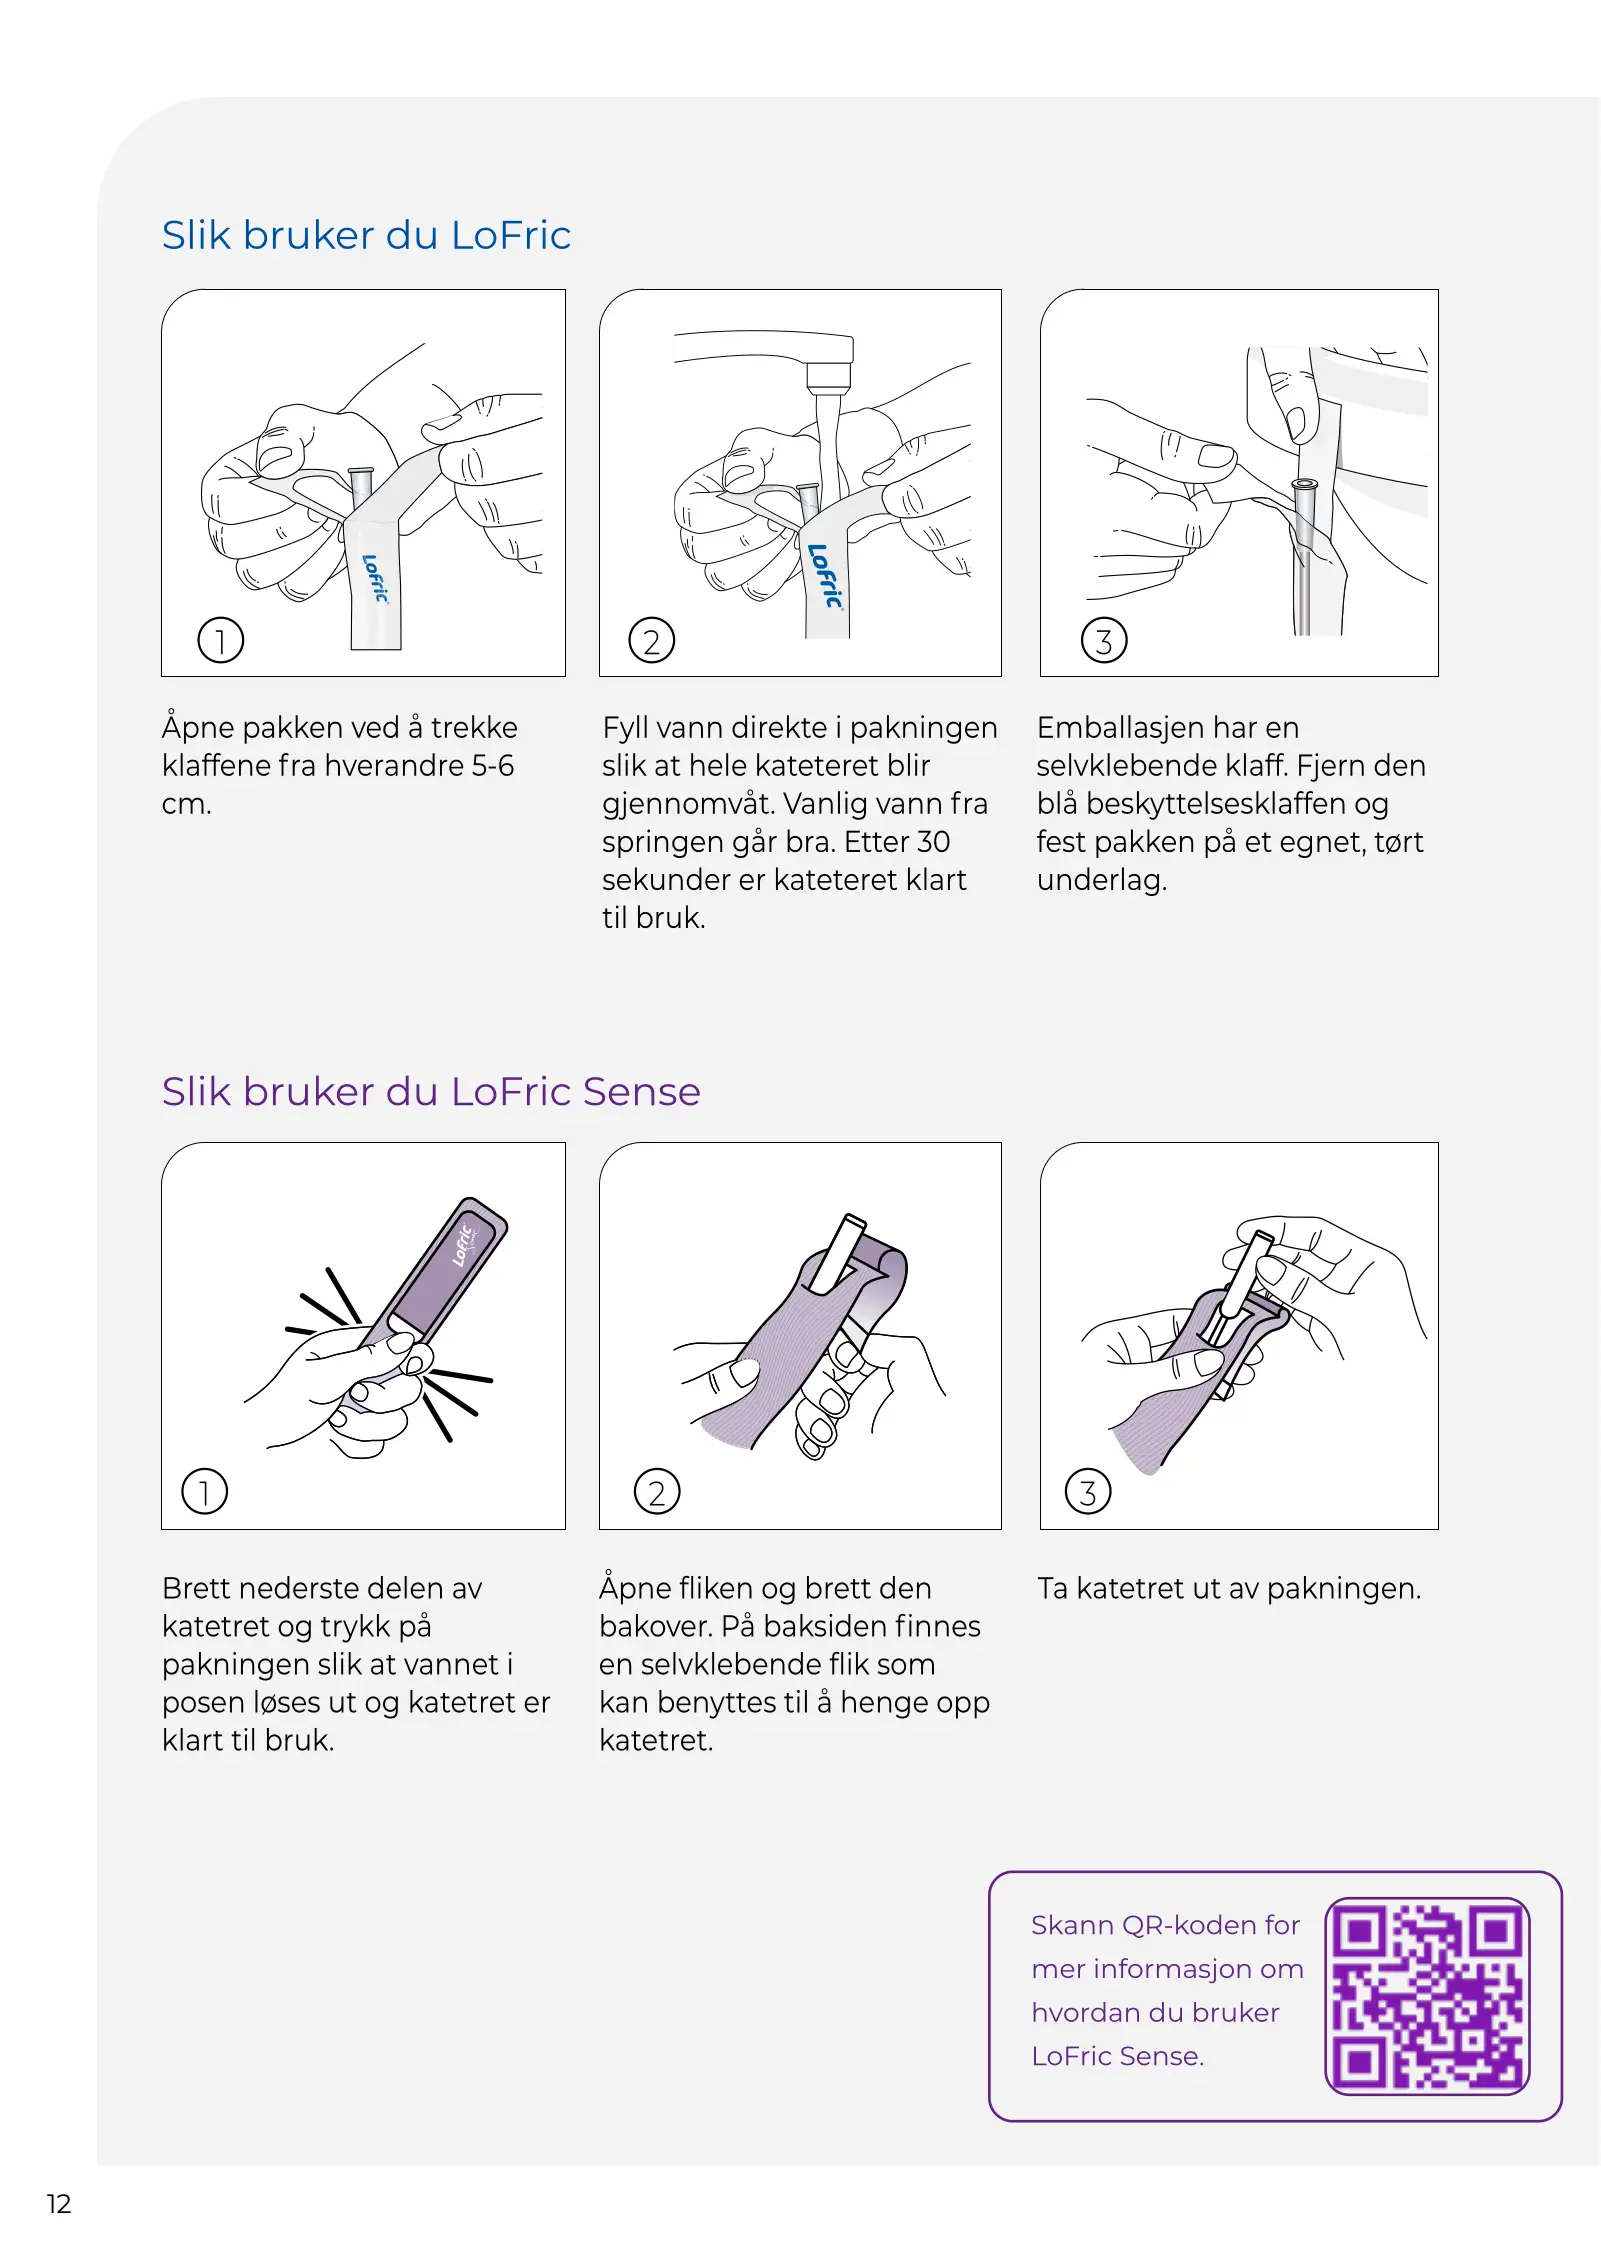 Slik bruker du LoFric
LoFric
LoFric
1
2
3
Åpne pakken ved å trekke
klaffene fra hverandre 5-6
cm.
Fyll vann direkte i pakningen
slik at hele kateteret blir
gjennomvåt. Vanlig vann fra
springen går bra. Etter 30
sekunder er kateteret klart
til bruk.
Emballasjen har en
selvklebende klaff. Fjern den
blå beskyttelsesklaffen og
fest pakken på et egnet, tørt
underlag.
Slik bruker du LoFric Sense
LoFric
Sense
1
2
3
Brett nederste delen av
katetret og trykk på
pakningen slik at vannet i
posen løses ut og katetret er
klart til bruk.
Åpne fliken og brett den
bakover. På baksiden finnes
en selvklebende flik som
kan benyttes til å henge opp
katetret.
Ta katetret ut av pakningen.
Skann QR-koden for
mer informasjon om
hvordan du bruker
LoFric Sense.
12